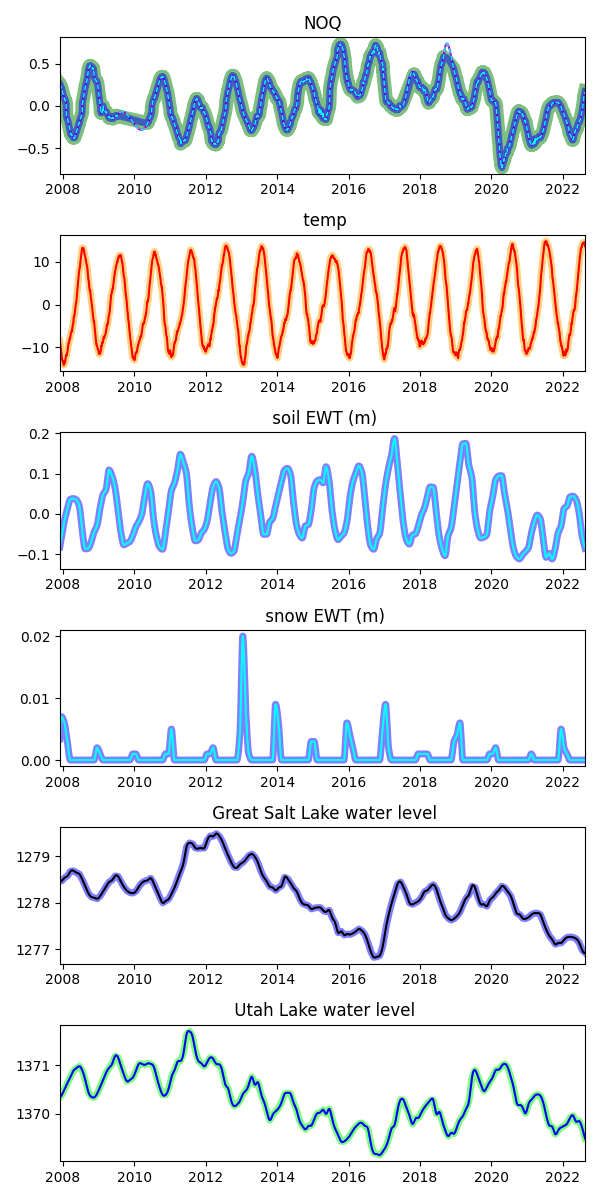 NOQ
0.5
0.0
−0.5
2008 2010 2012 2014 2016 2018 2020 2022
temp
10
0
−10
2008 2010 2012 2014 2016 2018 2020 2022
soil EWT (m)
0.2
0.1
0.0
−0.1
2008 2010 2012 2014 2016 2018 2020 2022
snow EWT (m)
0.02
0.01
0.00
2008 2010 2012 2014 2016 2018 2020 2022
Great Salt Lake water level
1279
1278
1277
2008 2010 2012 2014 2016 2018 2020 2022
Utah Lake water level
1371
1370
2008 2010 2012 2014 2016 2018 2020 2022